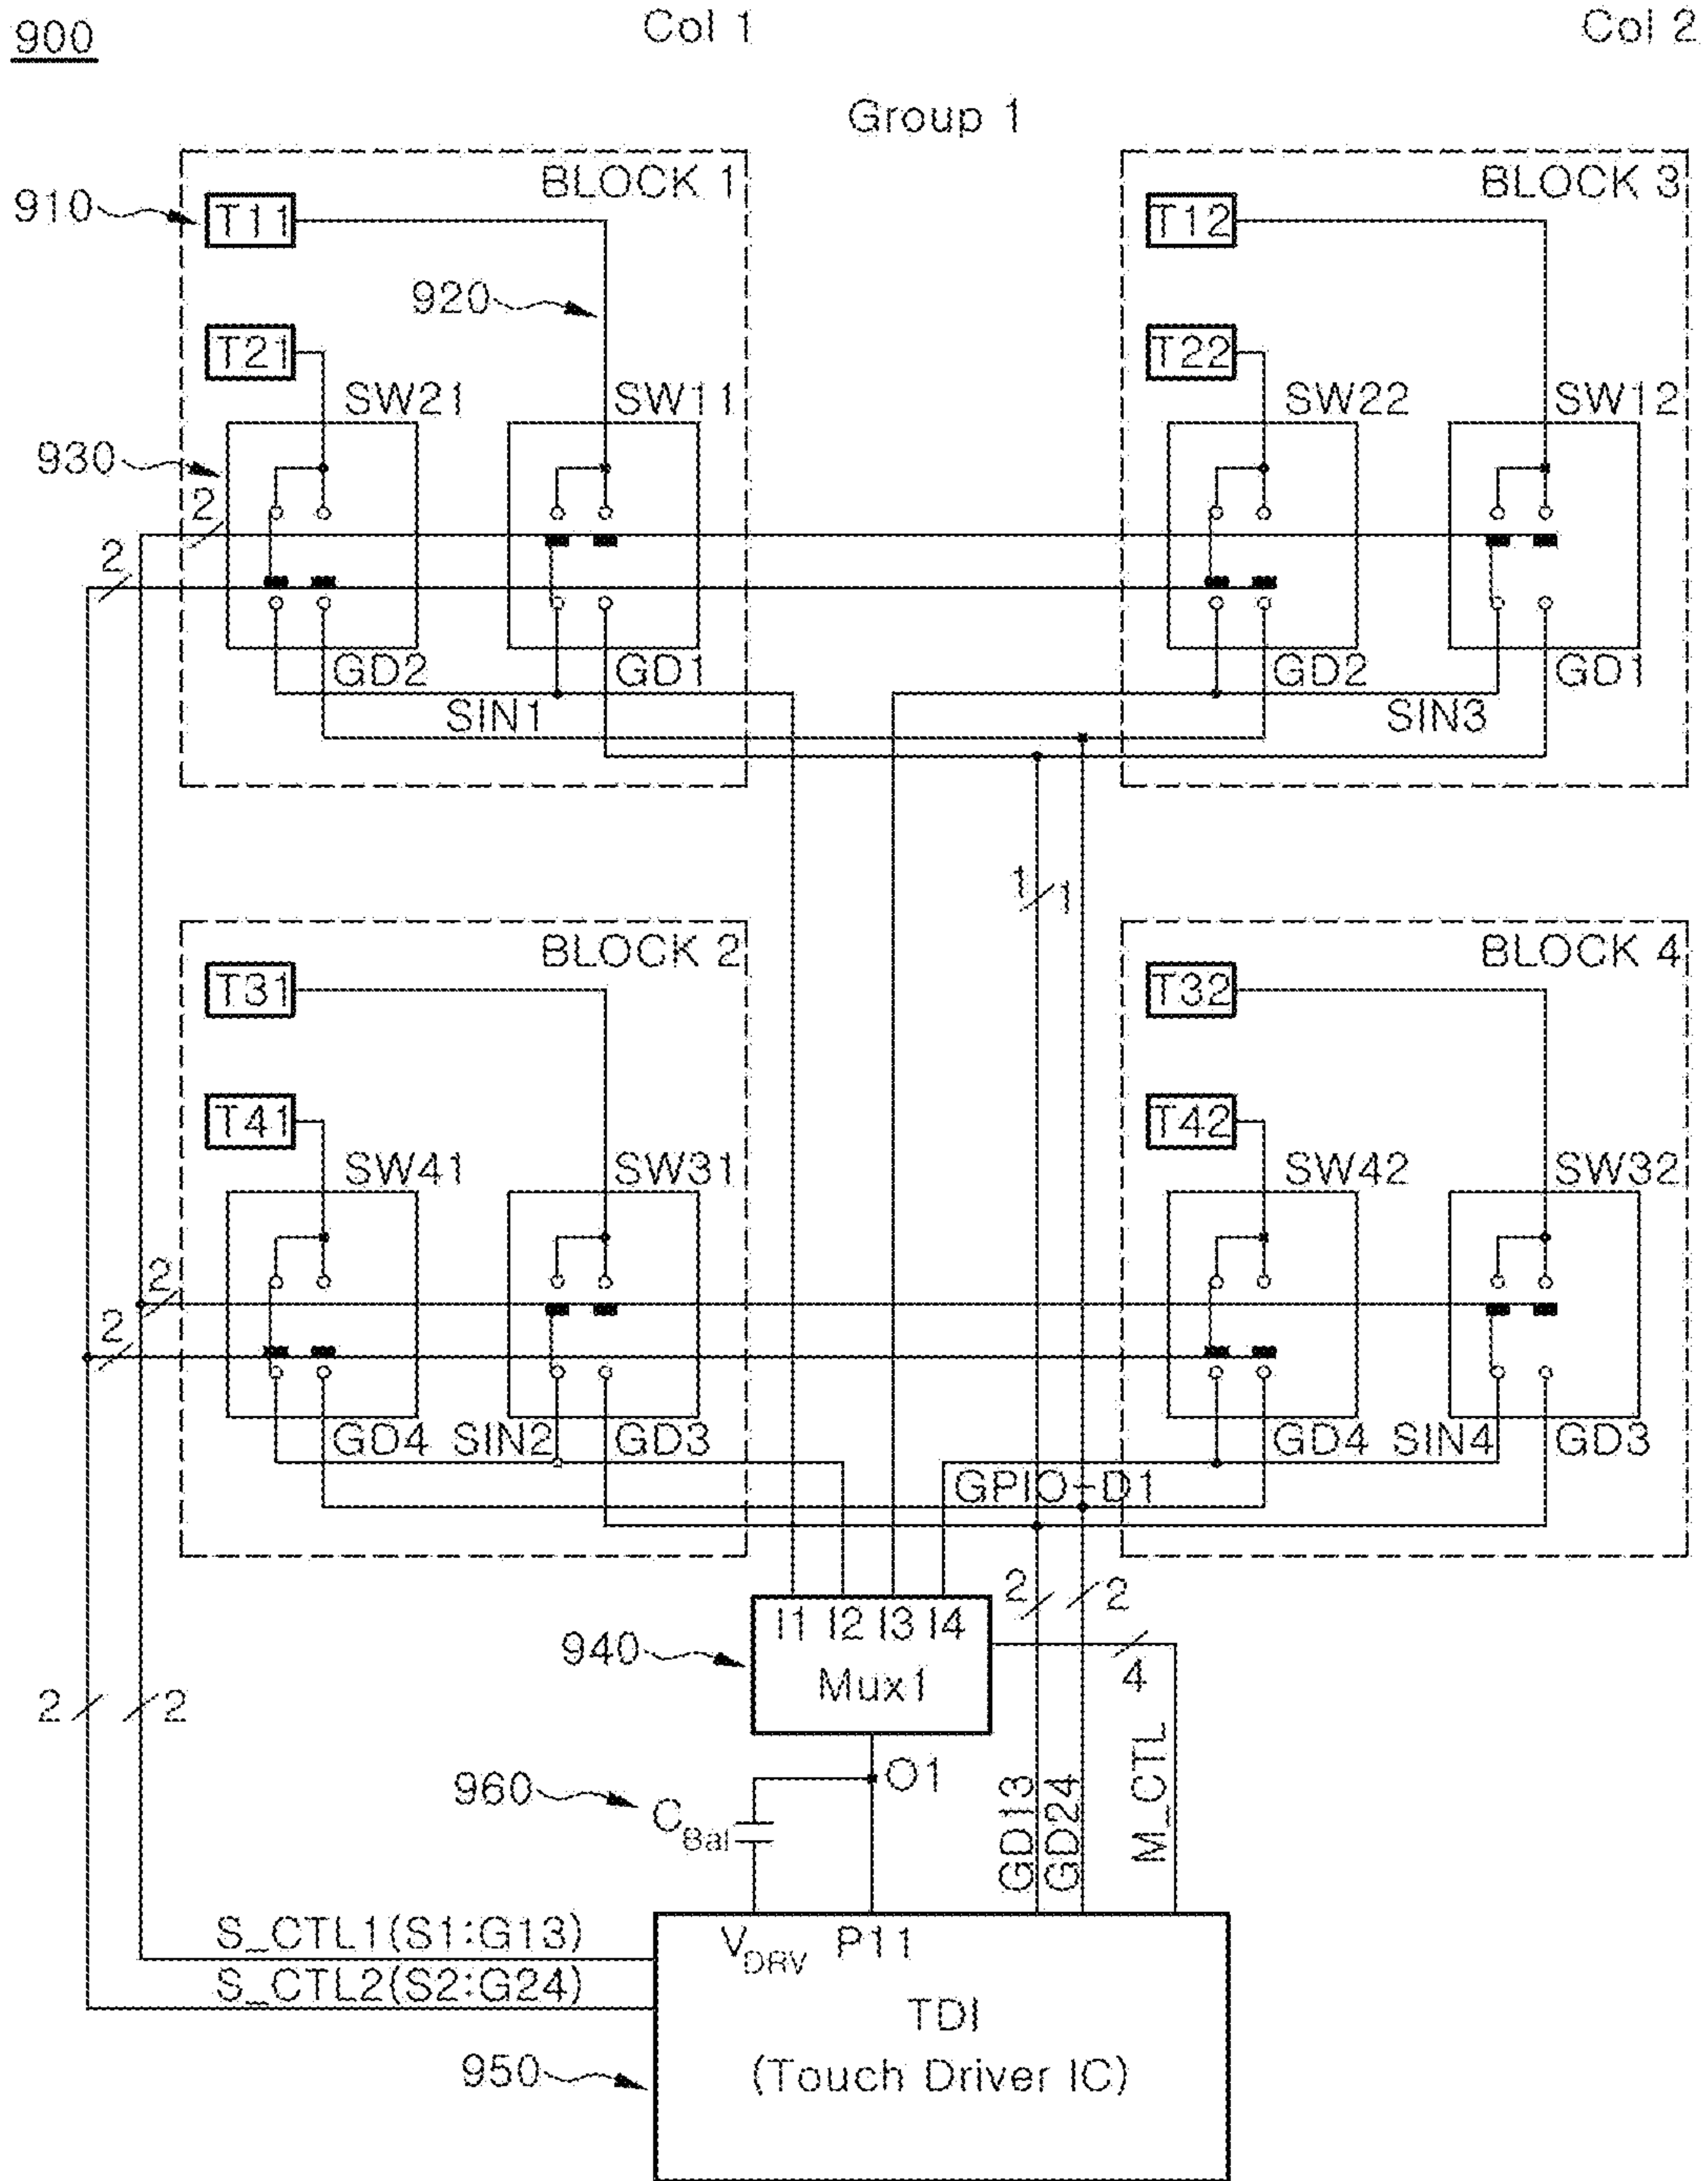 900
Col 1
Col 2
Group 1
BLOCK 1
BLOCK 3
910
T11
T12
920
T21
T22
SW21
SW11
SW22
SW12
930
2
2
GD2
GD1
GD2
GD1
SIN1
SIN3
1
1
BLOCK 2
BLOCK 4
T31
T32
T41
T42
SW41
SW31
SW42
SW32
2
2
GD4
SIN2
GD3
GD4
SIN4
GD3
GPIO-D1
2
2
I1 I2 I3 I4
940
Mux1
4
2
2
O1
960
C Bal
GD13
GD24
M_CTL
S_CTL1(S1:G13)
S_CTL2(S2:G24)
V DRV
P11
TDI
950
(Touch Driver IC)